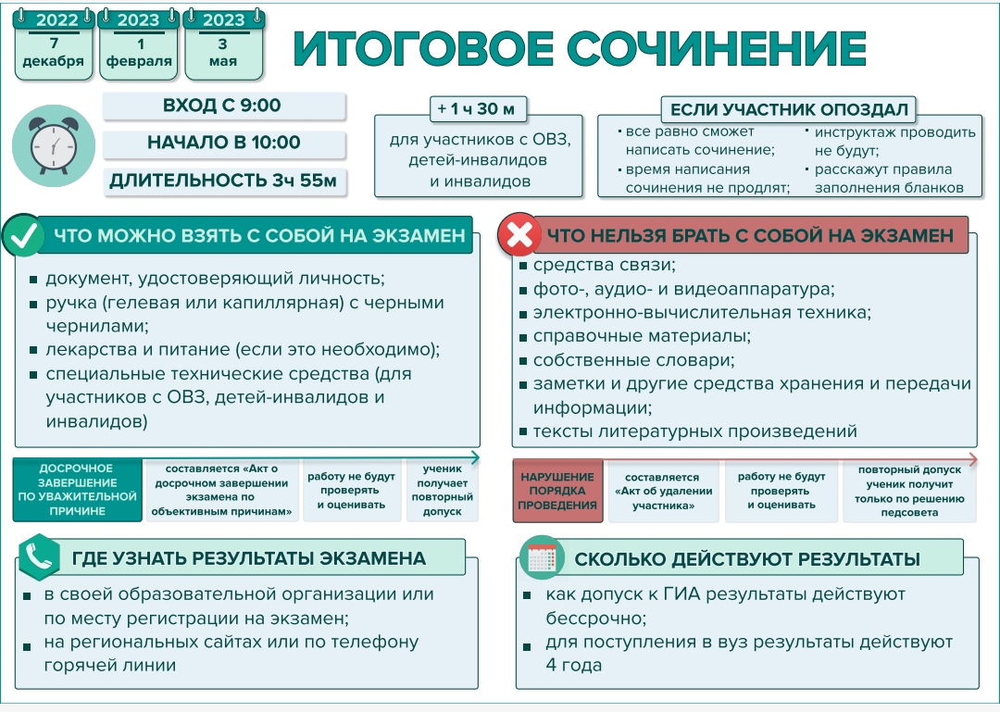 2022
7
декабря
2023
1
февраля
2023
3
мая
ИТОГОВОЕ СОЧИНЕНИЕ
ВХОД С 9:00
НАЧАЛО В 10:00
ДЛИТЕЛЬНОСТЬ 3ч 55м
+ 1 ч 30 м
для участников с ОВЗ,
детей-инвалидов
и инвалидов
ЕСЛИ УЧАСТНИК ОПОЗДАЛ
▪ все равно сможет
написать сочинение;
▪ время написания
сочинения не продлят;
▪ инструктаж проводить
не будут;
▪ расскажут правила
заполнения бланков
ЧТО МОЖНО ВЗЯТЬ С СОБОЙ НА ЭКЗАМЕН
▪ документ, удостоверяющий личность;
▪ ручка (гелевая или капиллярная) с черными
чернилами;
▪ лекарства и питание (если это необходимо);
▪ специальные технические средства (для
участников с ОВЗ, детей-инвалидов и
инвалидов)
ЧТО НЕЛЬЗЯ БРАТЬ С СОБОЙ НА ЭКЗАМЕН
▪ средства связи;
▪ фото-, аудио- и видеоаппаратура;
▪ электронно-вычислительная техника;
▪ справочные материалы;
▪ собственные словари;
▪ заметки и другие средства хранения и передачи
информации;
▪ тексты литературных произведений
ДОСРОЧНОЕ
ЗАВЕРШЕНИЕ
ПО УВАЖИТЕЛЬНОЙ
ПРИЧИНЕ
составляется «Акт о
досрочном завершении
экзамена по
объективным причинам»
работу не будут
проверять
и оценивать
ученик
получает
повторный
допуск
НАРУШЕНИЕ
ПОРЯДКА
ПРОВЕДЕНИЯ
составляется
«Акт об удалении
участника»
работу не будут
проверять
и оценивать
повторный допуск
ученик получит
только по решению
педсовета
ГДЕ УЗНАТЬ РЕЗУЛЬТАТЫ ЭКЗАМЕНА
▪ в своей образовательной организации или
по месту регистрации на экзамен;
▪ на региональных сайтах или по телефону
горячей линии
СКОЛЬКО ДЕЙСТВУЮТ РЕЗУЛЬТАТЫ
▪ как допуск к ГИА результаты действуют
бессрочно;
▪ для поступления в вуз результаты действуют
4 года